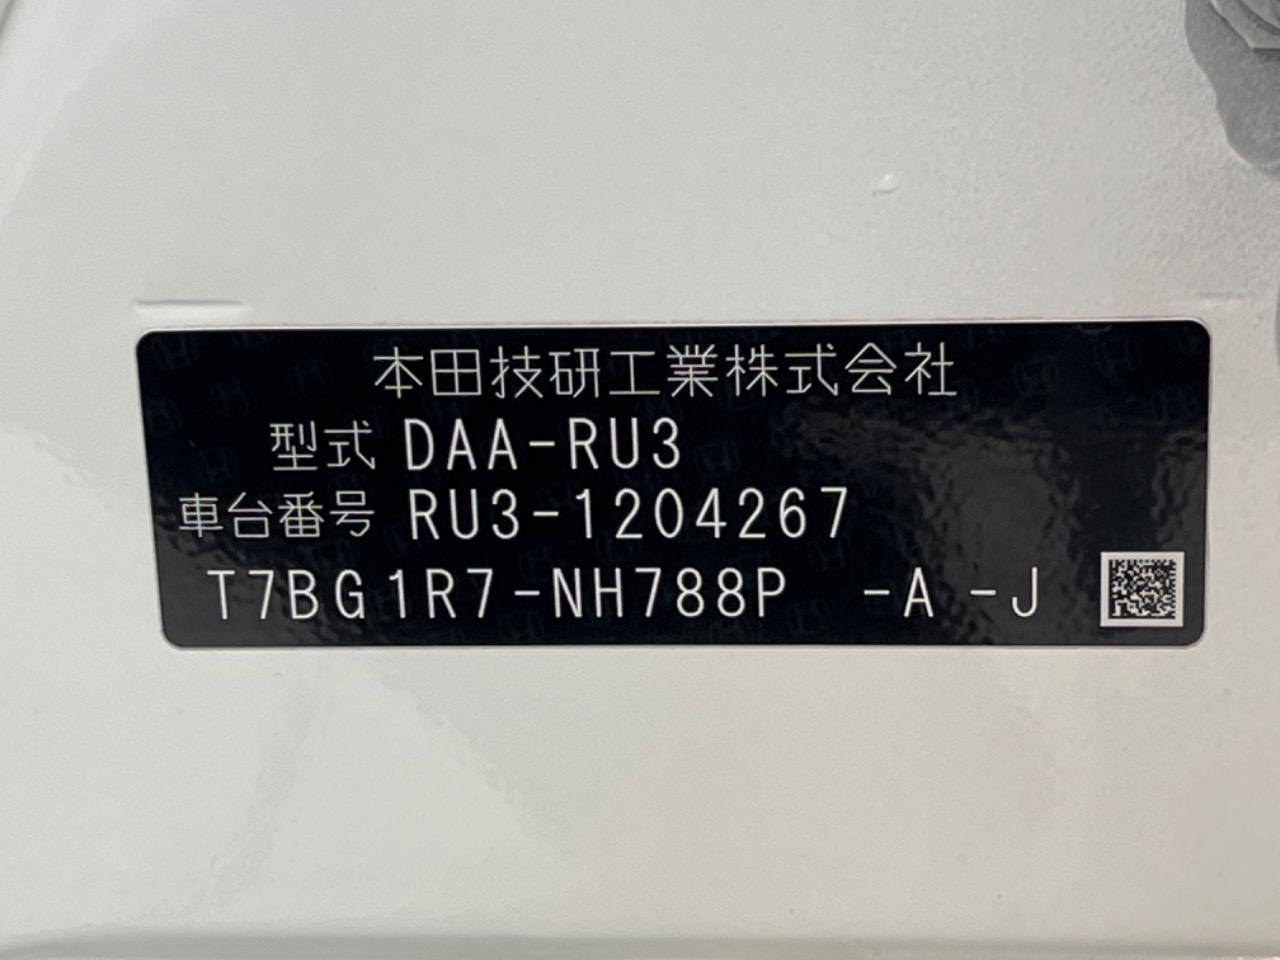 本田技研工業株式会社
型式 DAA-RU3
車台番号 RU3-1204267
T7BG1R7-NH788P -A -J